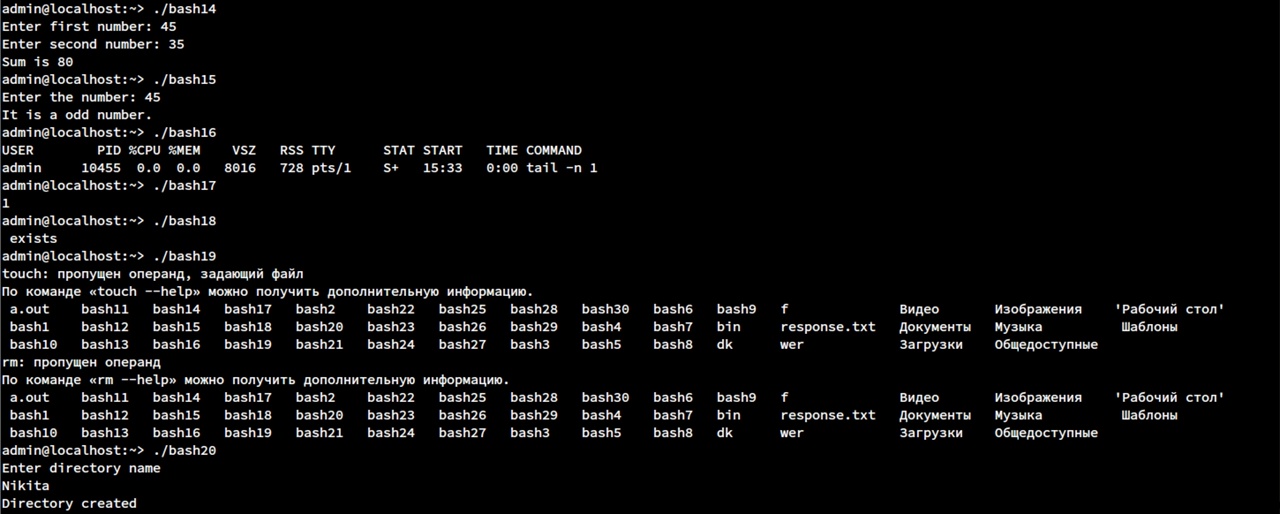 admin@localhost:~> ./bash14
Enter first number: 45
Enter second number: 35
Sum is 80
admin@localhost:~> ./bash15
Enter the number: 45
It is a odd number.
admin@localhost:~> ./bash16
USER        PID %CPU %MEM    VSZ   RSS TTY      STAT START   TIME COMMAND
admin     10455  0.0  0.0   8016   728 pts/1    S+   15:33   0:00 tail -n 1
admin@localhost:~> ./bash17
1
admin@localhost:~> ./bash18
 exists
admin@localhost:~> ./bash19
touch: пропущен операнд, задающий файл
По команде «touch --help» можно получить дополнительную информацию.
 a.out    bash11   bash14   bash17   bash2    bash22   bash25   bash28   bash30   bash6   bash9   f              Видео       Изображения    'Рабочий стол'
 bash1    bash12   bash15   bash18   bash20   bash23   bash26   bash29   bash4    bash7   bin     response.txt   Документы   Музыка          Шаблоны
 bash10   bash13   bash16   bash19   bash21   bash24   bash27   bash3    bash5    bash8   dk      wer            Загрузки    Общедоступные
rm: пропущен операнд
По команде «rm --help» можно получить дополнительную информацию.
 a.out    bash11   bash14   bash17   bash2    bash22   bash25   bash28   bash30   bash6   bash9   f              Видео       Изображения    'Рабочий стол'
 bash1    bash12   bash15   bash18   bash20   bash23   bash26   bash29   bash4    bash7   bin     response.txt   Документы   Музыка          Шаблоны
 bash10   bash13   bash16   bash19   bash21   bash24   bash27   bash3    bash5    bash8   dk      wer            Загрузки    Общедоступные
admin@localhost:~> ./bash20
Enter directory name
Nikita
Directory created